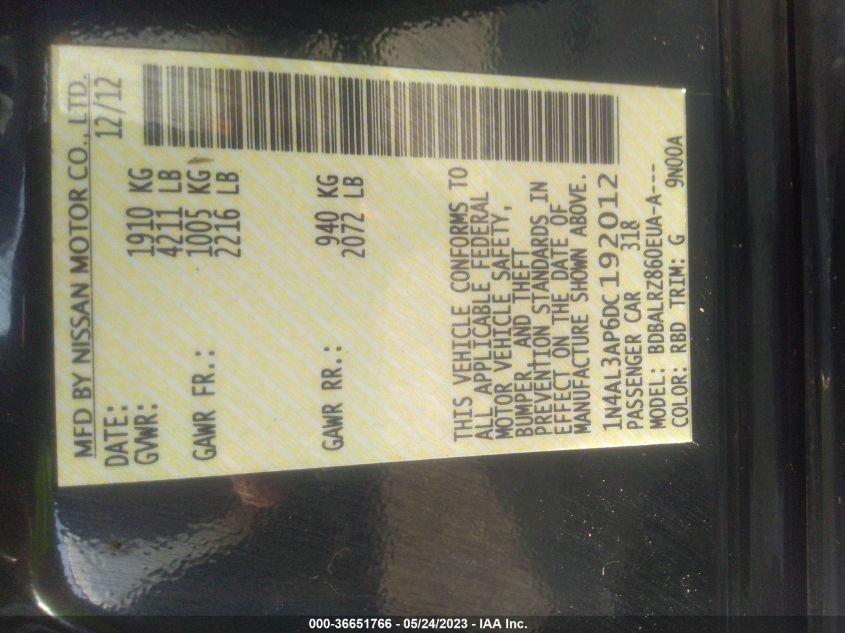 MFD BY NISSAN MOTOR CO., LTD.
DATE: 12/12
GVWR: 1910 KG
4211 LB
GAWR FR.: 1005 KG
2216 LB
GAWR RR.: 940 KG
2072 LB
THIS VEHICLE CONFORMS TO
ALL APPLICABLE FEDERAL
MOTOR VEHICLE SAFETY,
BUMPER, AND THEFT
PREVENTION STANDARDS IN
EFFECT ON THE DATE OF
MANUFACTURE SHOWN ABOVE.
1N4AL3AP6DC192012
PASSENGER CAR 318
MODEL: BDBALRZ860EUA-A---
COLOR: RBD TRIM: G 9N00A
000-36651766 - 05/24/2023 - IAA Inc.